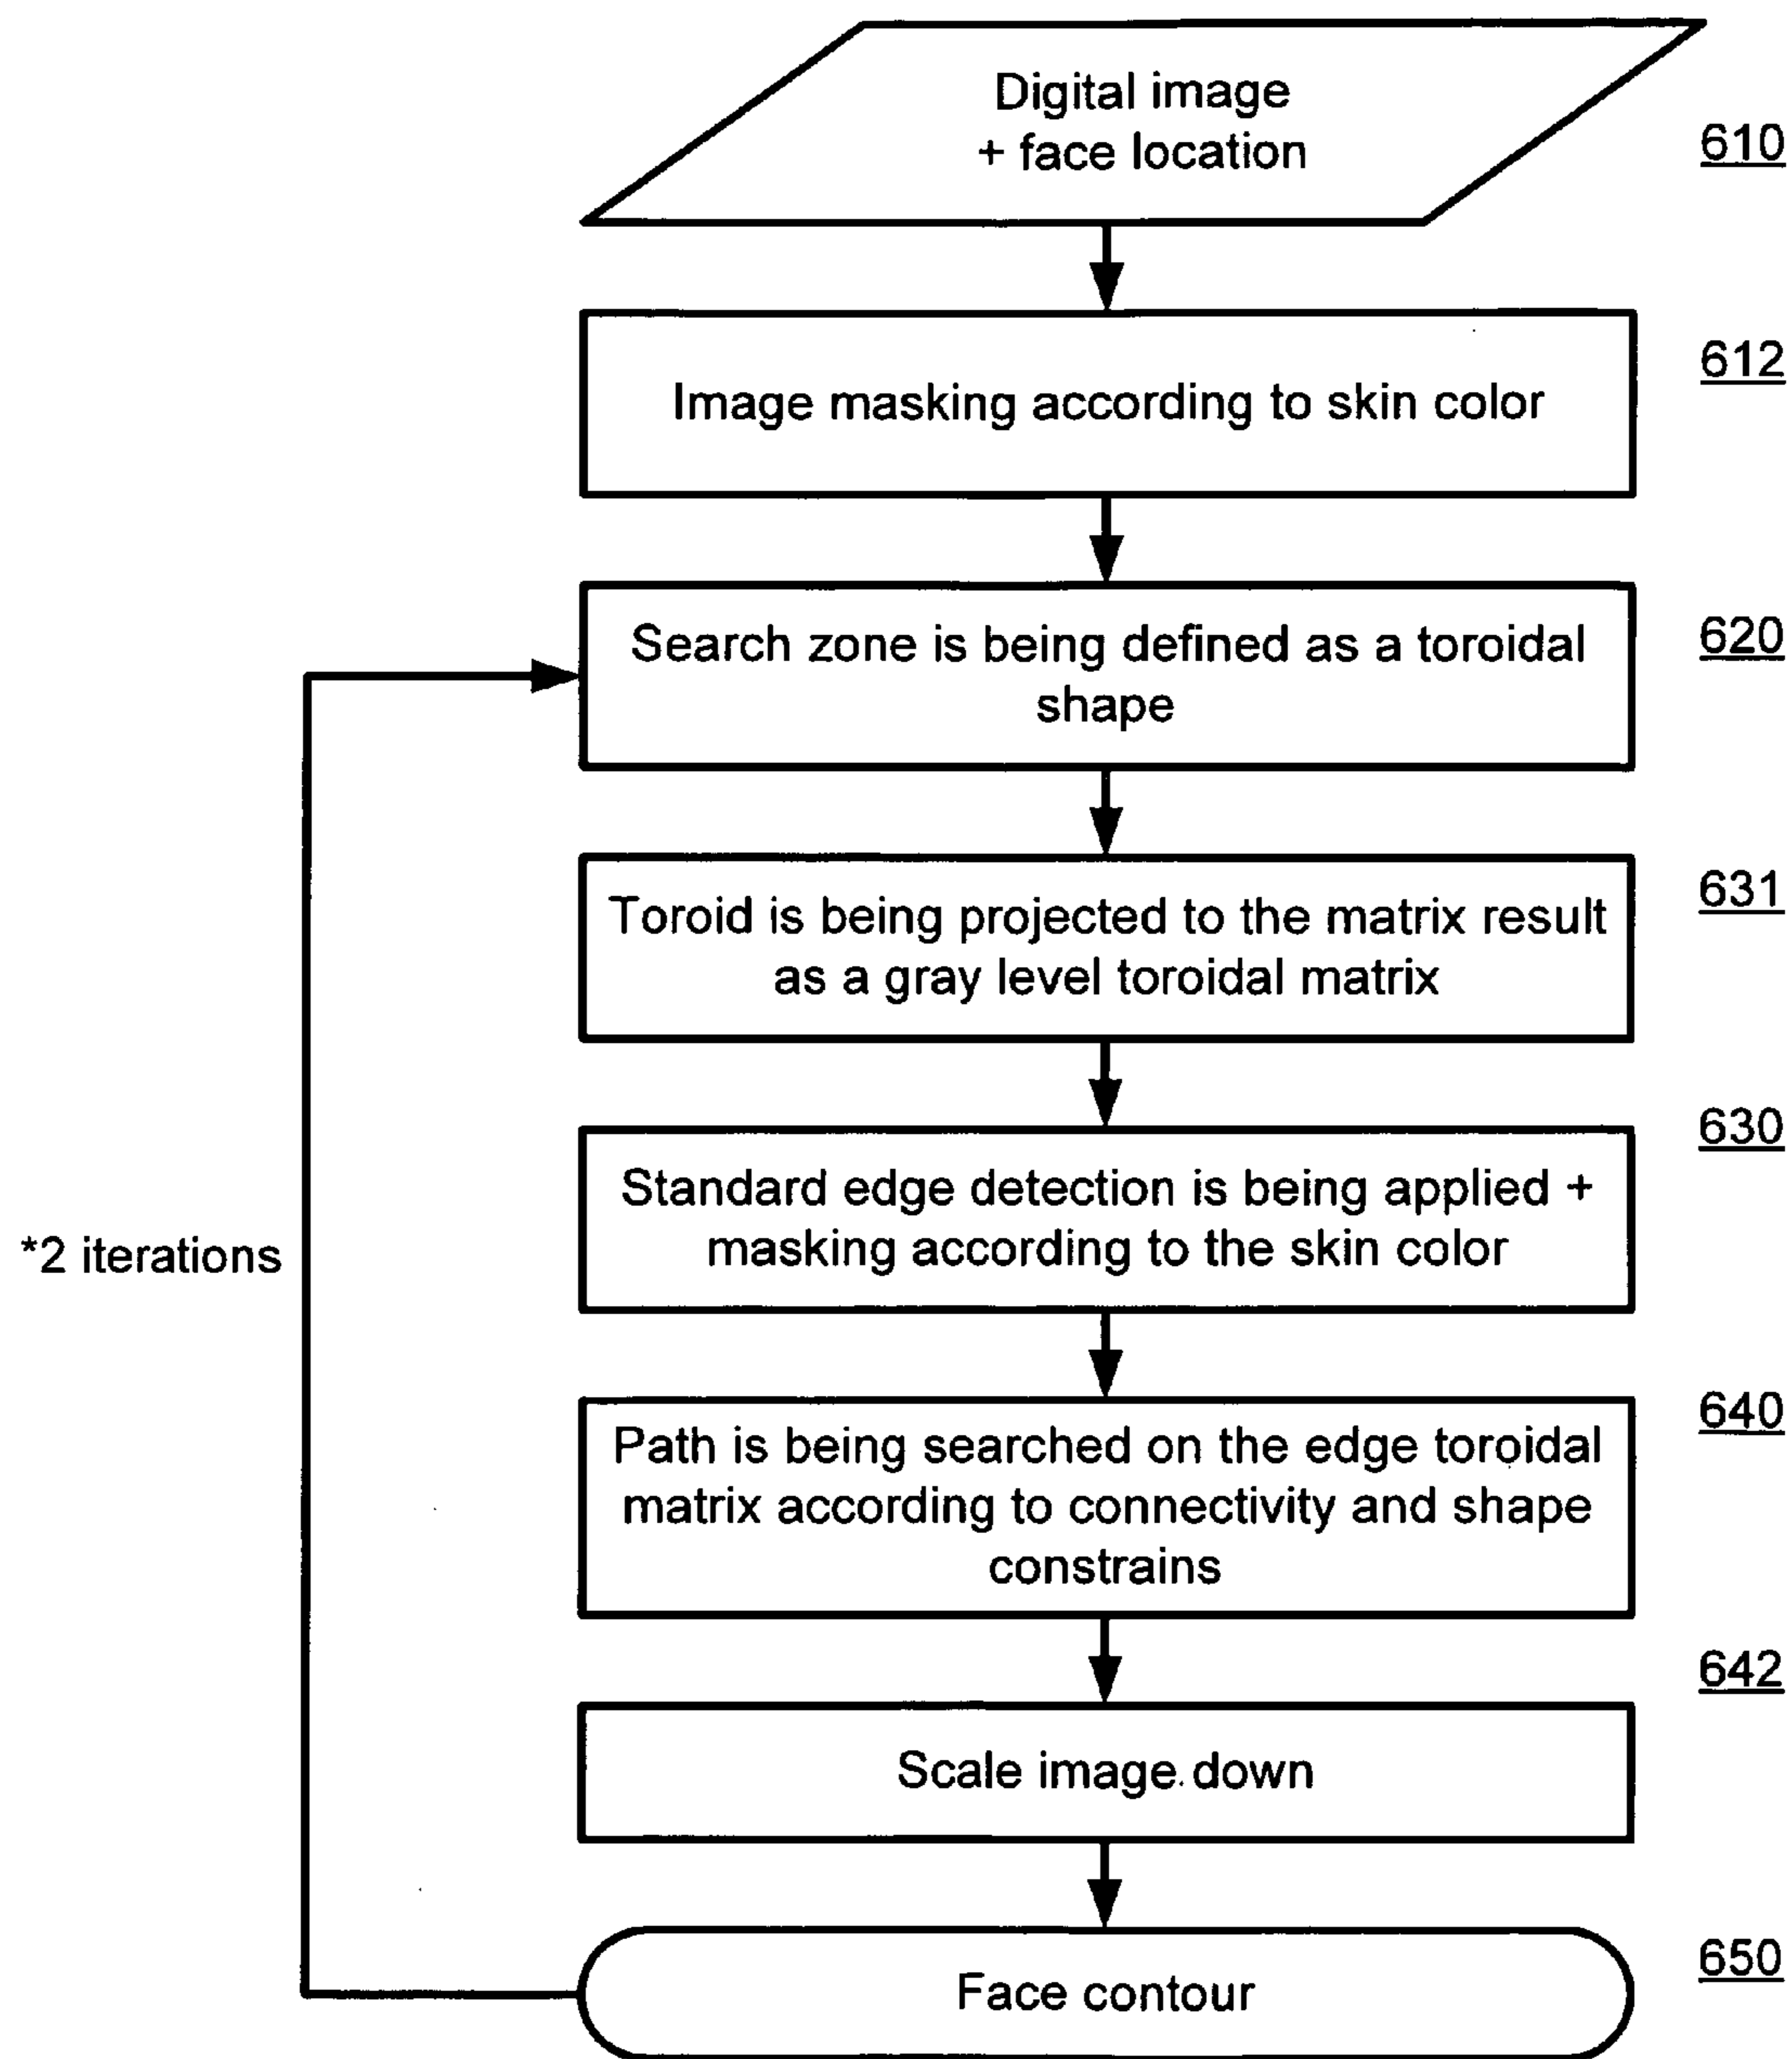 Digital image
+ face location
610
Image masking according to skin color
612
Search zone is being defined as a toroidal
shape
620
Toroid is being projected to the matrix result
as a gray level toroidal matrix
631
Standard edge detection is being applied +
masking according to the skin color
630
*2 iterations
Path is being searched on the edge toroidal
matrix according to connectivity and shape
constrains
640
Scale image down
642
Face contour
650